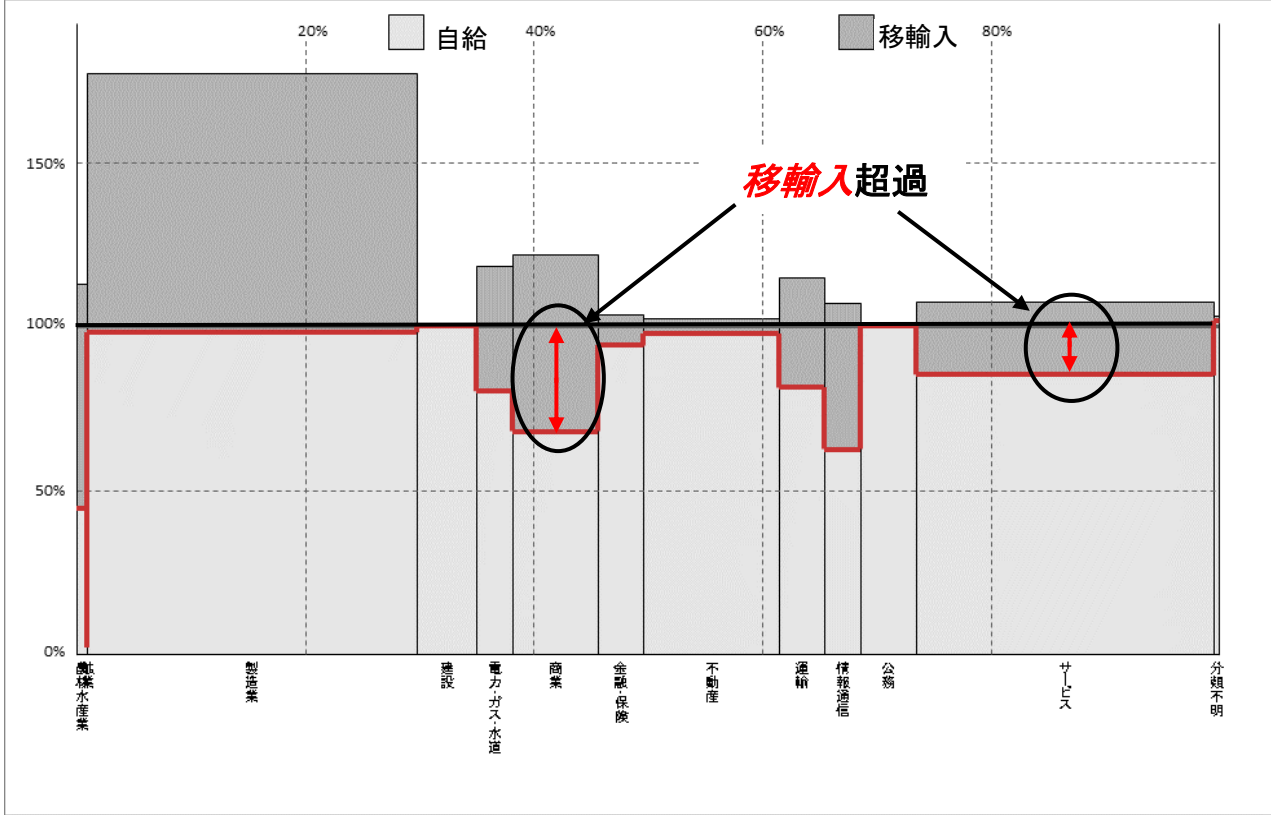 20%
自給
40%
60%
移輸入
80%
150%
移輸入超過
100%
50%
0%
農林水産業
鉱業
製造業
建設
電力・ガス・水道
商業
金融・保険
不動産
運輸
情報通信
公務
サービス
分類不明